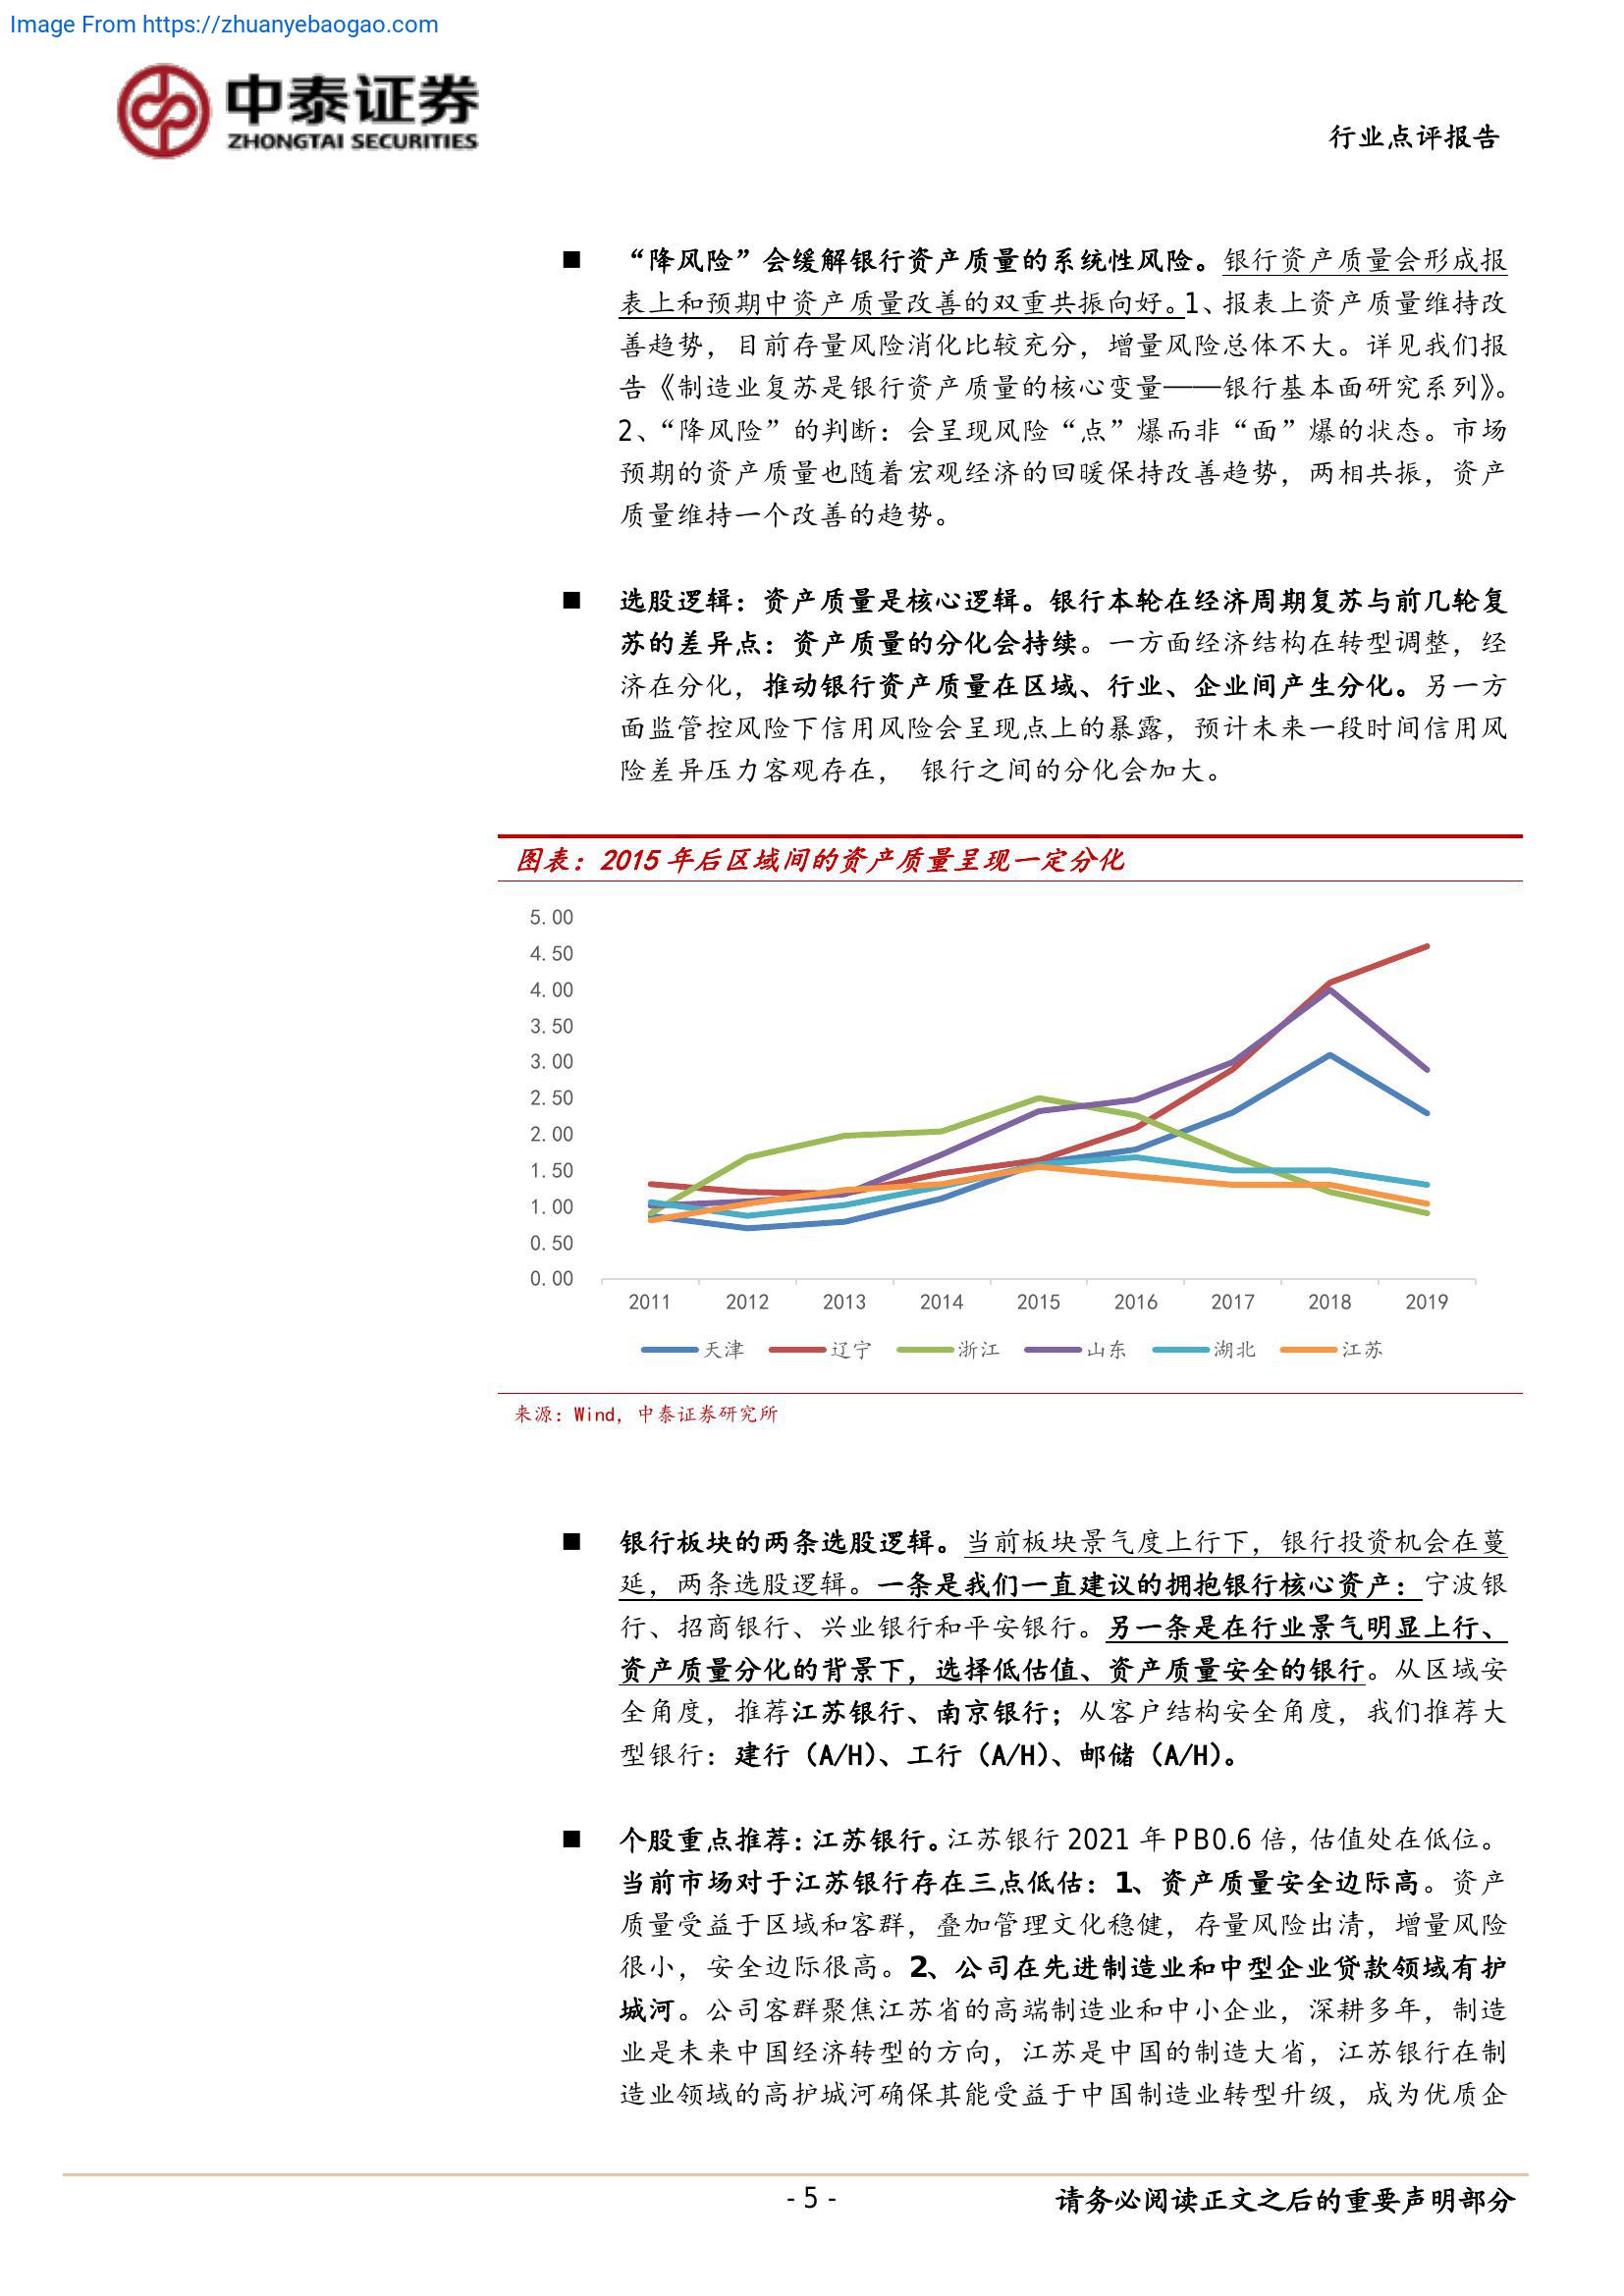 Image From https://zhuanyebaogao.com
中泰证券
ZHONGTAI SECURITIES
行业点评报告
■ “降风险”会缓解银行资产质量的系统性风险。银行资产质量会形成报
表上和预期中资产质量改善的双重共振向好。1、报表上资产质量维持改
善趋势，目前存量风险消化比较充分，增量风险总体不大。详见我们报
告《制造业复苏是银行资产质量的核心变量——银行基本面研究系列》。
2、“降风险”的判断：会呈现风险“点”爆而非“面”爆的状态。市场
预期的资产质量也随着宏观经济的回暖保持改善趋势，两相共振，资产
质量维持一个改善的趋势。
■ 选股逻辑：资产质量是核心逻辑。银行本轮在经济周期复苏与前几轮复
苏的差异点：资产质量的分化会持续。一方面经济结构在转型调整，经
济在分化，推动银行资产质量在区域、行业、企业间产生分化。另一方
面监管控风险下信用风险会呈现点上的暴露，预计未来一段时间信用风
险差异压力客观存在， 银行之间的分化会加大。
图表：2015 年后区域间的资产质量呈现一定分化
5.00
4.50
4.00
3.50
3.00
2.50
2.00
1.50
1.00
0.50
0.00
2011 2012 2013 2014 2015 2016 2017 2018 2019
天津 辽宁 浙江 山东 湖北 江苏
来源：Wind，中泰证券研究所
■ 银行板块的两条选股逻辑。当前板块景气度上行下，银行投资机会在蔓
延，两条选股逻辑。一条是我们一直建议的拥抱银行核心资产：宁波银
行、招商银行、兴业银行和平安银行。另一条是在行业景气明显上行、
资产质量分化的背景下，选择低估值、资产质量安全的银行。从区域安
全角度，推荐江苏银行、南京银行；从客户结构安全角度，我们推荐大
型银行：建行（A/H）、工行（A/H）、邮储（A/H）。
■ 个股重点推荐：江苏银行。江苏银行 2021 年 PB0.6 倍，估值处在低位。
当前市场对于江苏银行存在三点低估：1、资产质量安全边际高。资产
质量受益于区域和客群，叠加管理文化稳健，存量风险出清，增量风险
很小，安全边际很高。2、公司在先进制造业和中型企业贷款领域有护
城河。公司客群聚焦江苏省的高端制造业和中小企业，深耕多年，制造
业是未来中国经济转型的方向，江苏是中国的制造大省，江苏银行在制
造业领域的高护城河确保其能受益于中国制造业转型升级，成为优质企
- 5 -
请务必阅读正文之后的重要声明部分